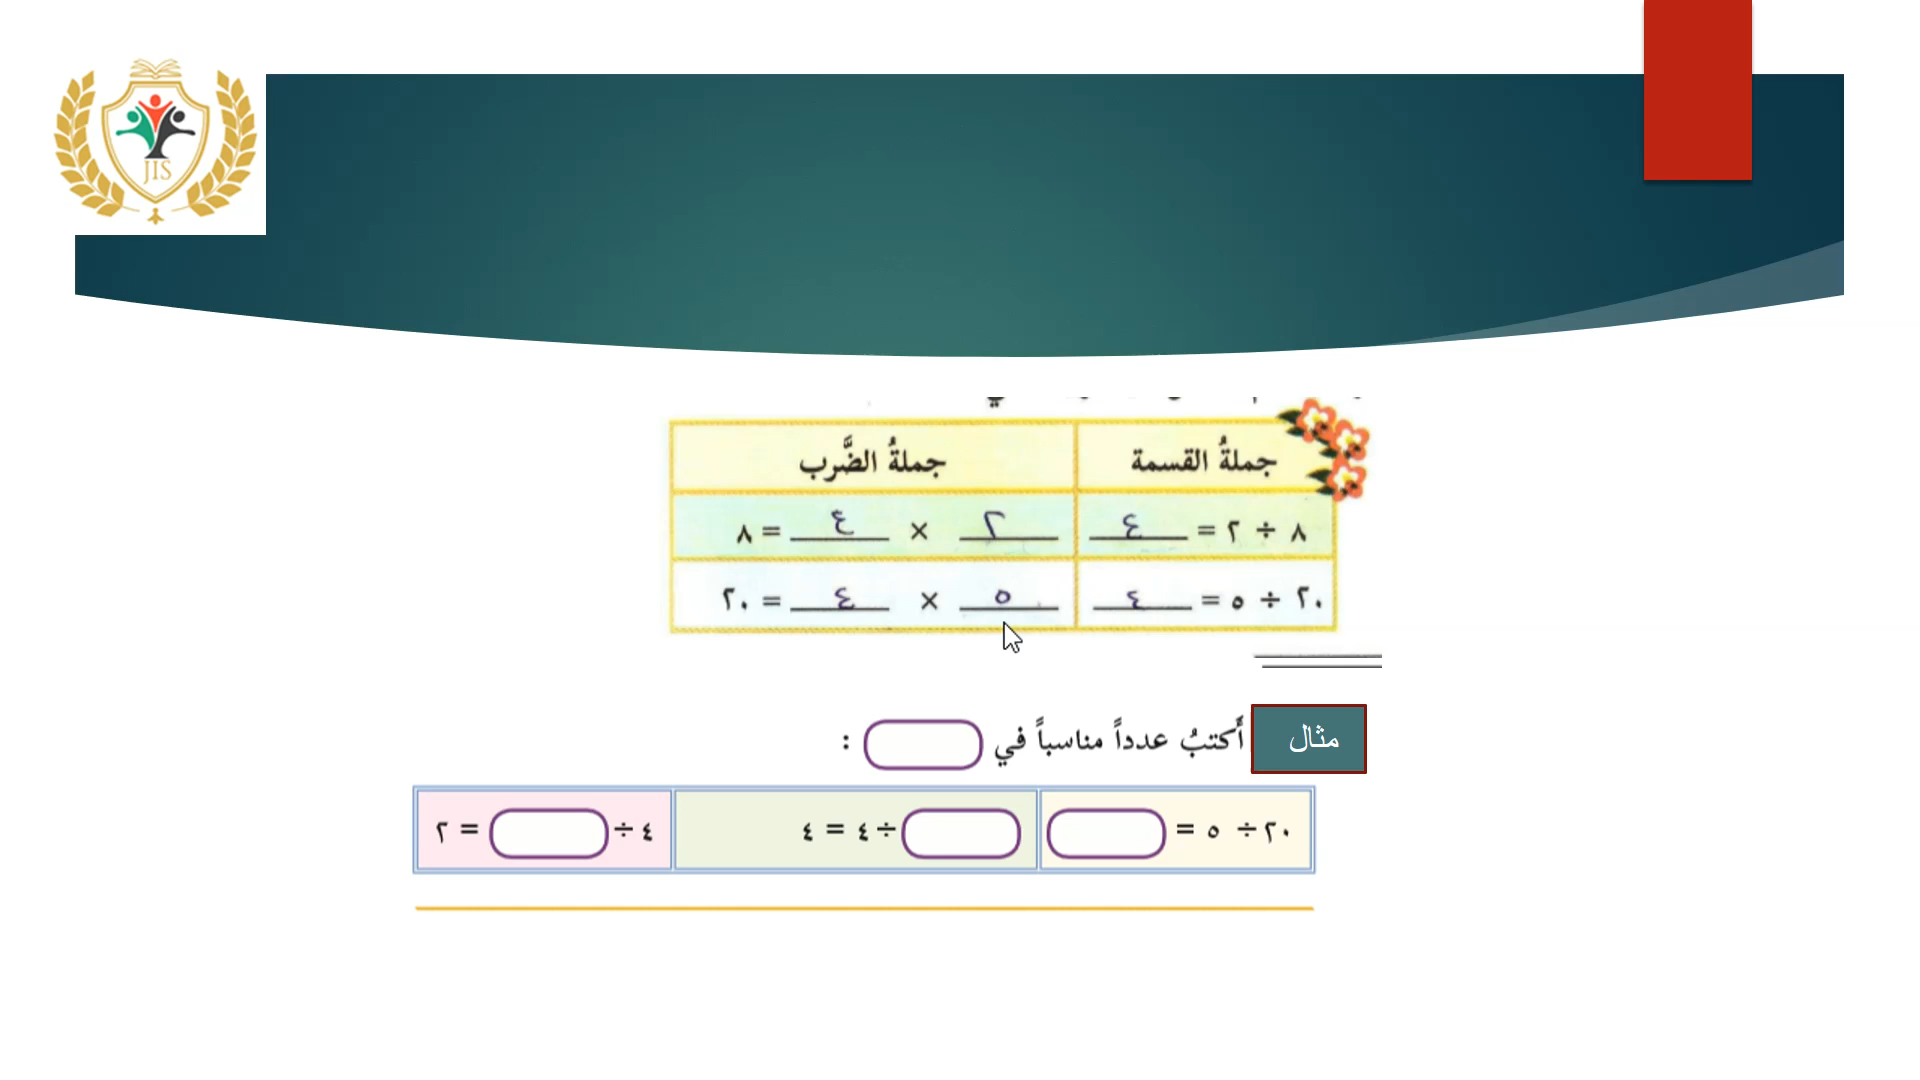 JIS
جملةُ القسمة جملةُ الضَّرب
٨ ÷ ٢ = ٤ ٢ × ٤ = ٨
٢٠ ÷ ٥ = ٤ ٥ × ٤ = ٢٠
مثال أَكتبُ عدداً مناسباً في :
٢٠ ÷ ٥ = ÷ ٤ = ٤ ٤ ÷ = ٢